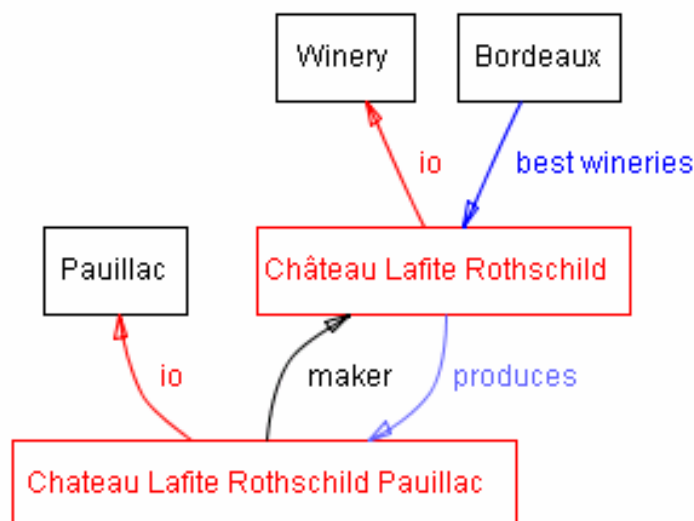 Winery
Bordeaux
io
best wineries
Pauillac
Château Lafite Rothschild
io
maker
produces
Chateau Lafite Rothschild Pauillac